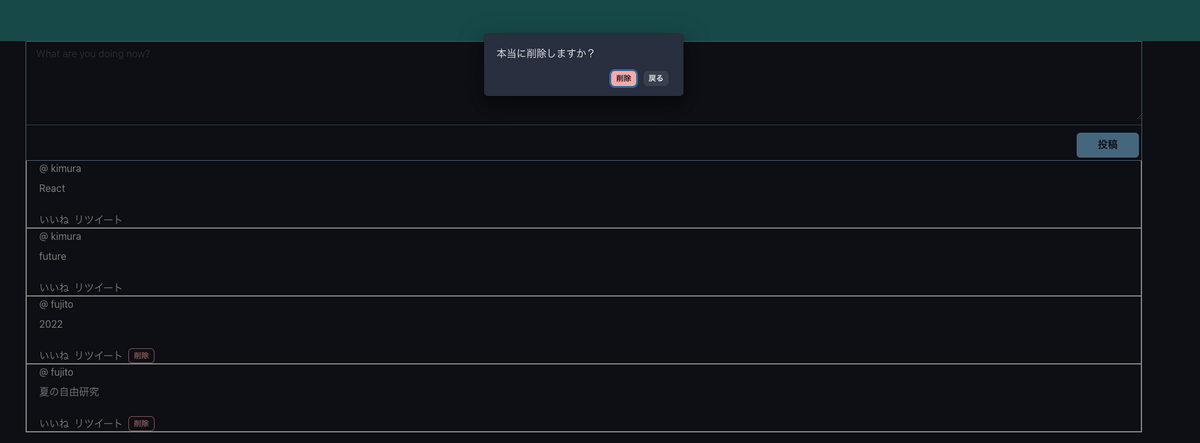 本当に削除しますか？
削除 戻る
What are you doing now?
投稿
@ kimura
React
いいね リツイート
@ kimura
future
いいね リツイート
@ fujito
2022
いいね リツイート 削除
@ fujito
夏の自由研究
いいね リツイート 削除